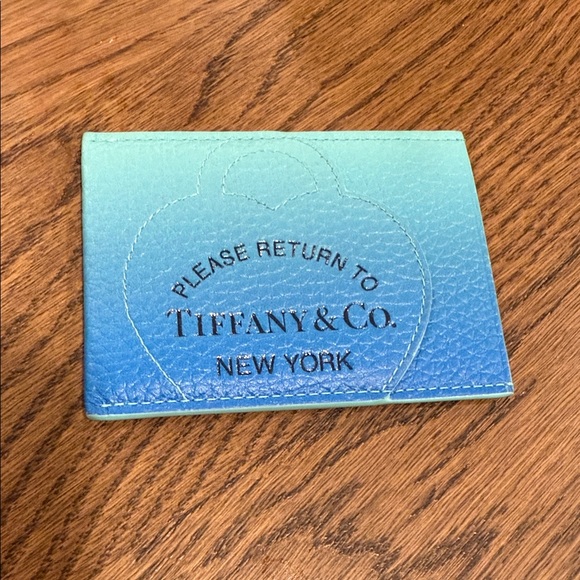 PLEASE RETURN TO
TIFFANY & CO.
NEW YORK